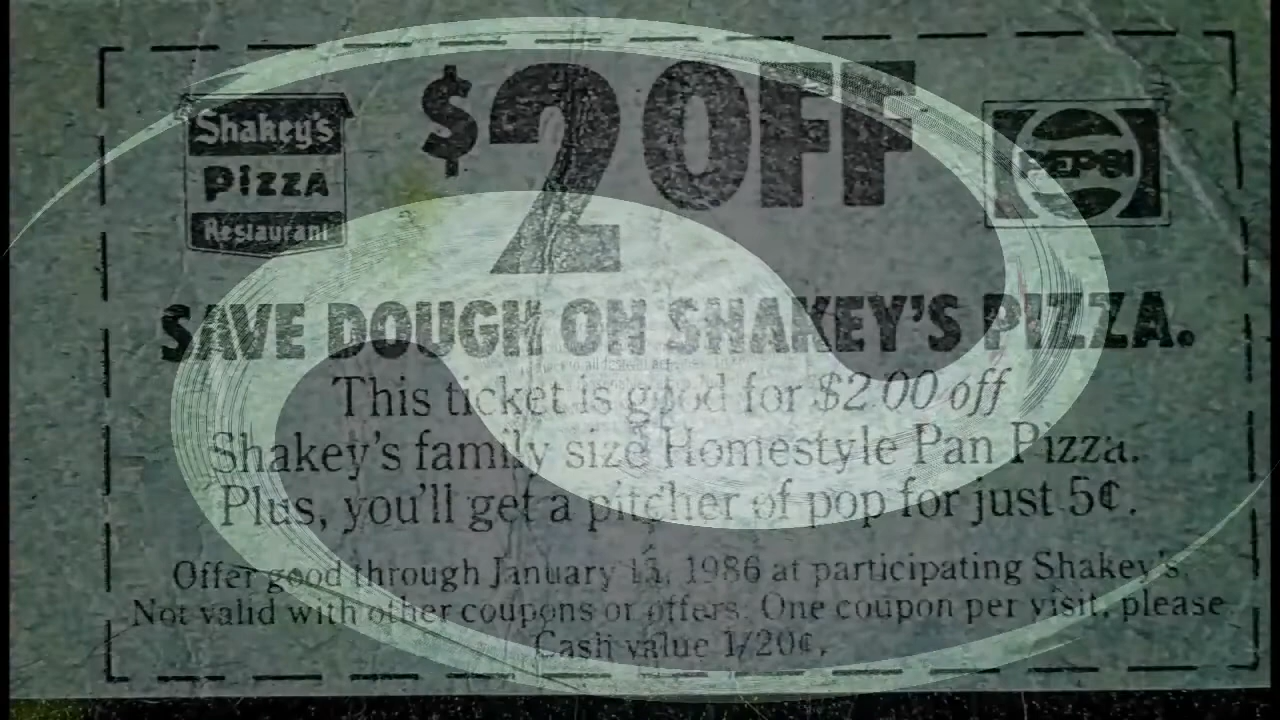 $2 OFF
Shakey's
Pizza
Restaurant
PEPSI
SAVE DOUGH ON SHAKEY'S PIZZA.
This ticket is good for $2.00 off
Shakey's family size Homestyle Pan Pizza.
Plus, you'll get a pitcher of pop for just 5¢.
Offer good through January 15, 1986 at participating Shakey's.
Not valid with other coupons or offers. One coupon per visit, please.
Cash value 1/20¢.